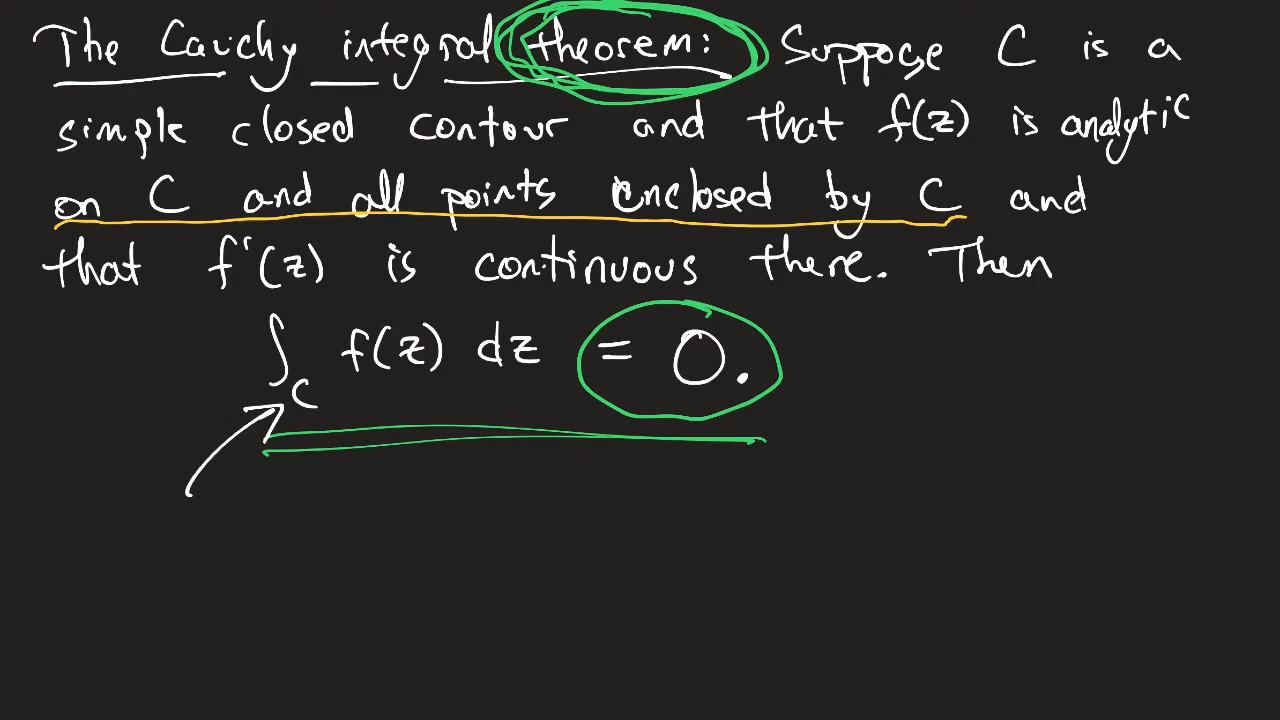 The Cauchy integral theorem: Suppose C is a
simple closed contour and that f(z) is analytic
on C and all points enclosed by C and
that f'(z) is continuous there. Then
∫_C f(z) dz = 0.